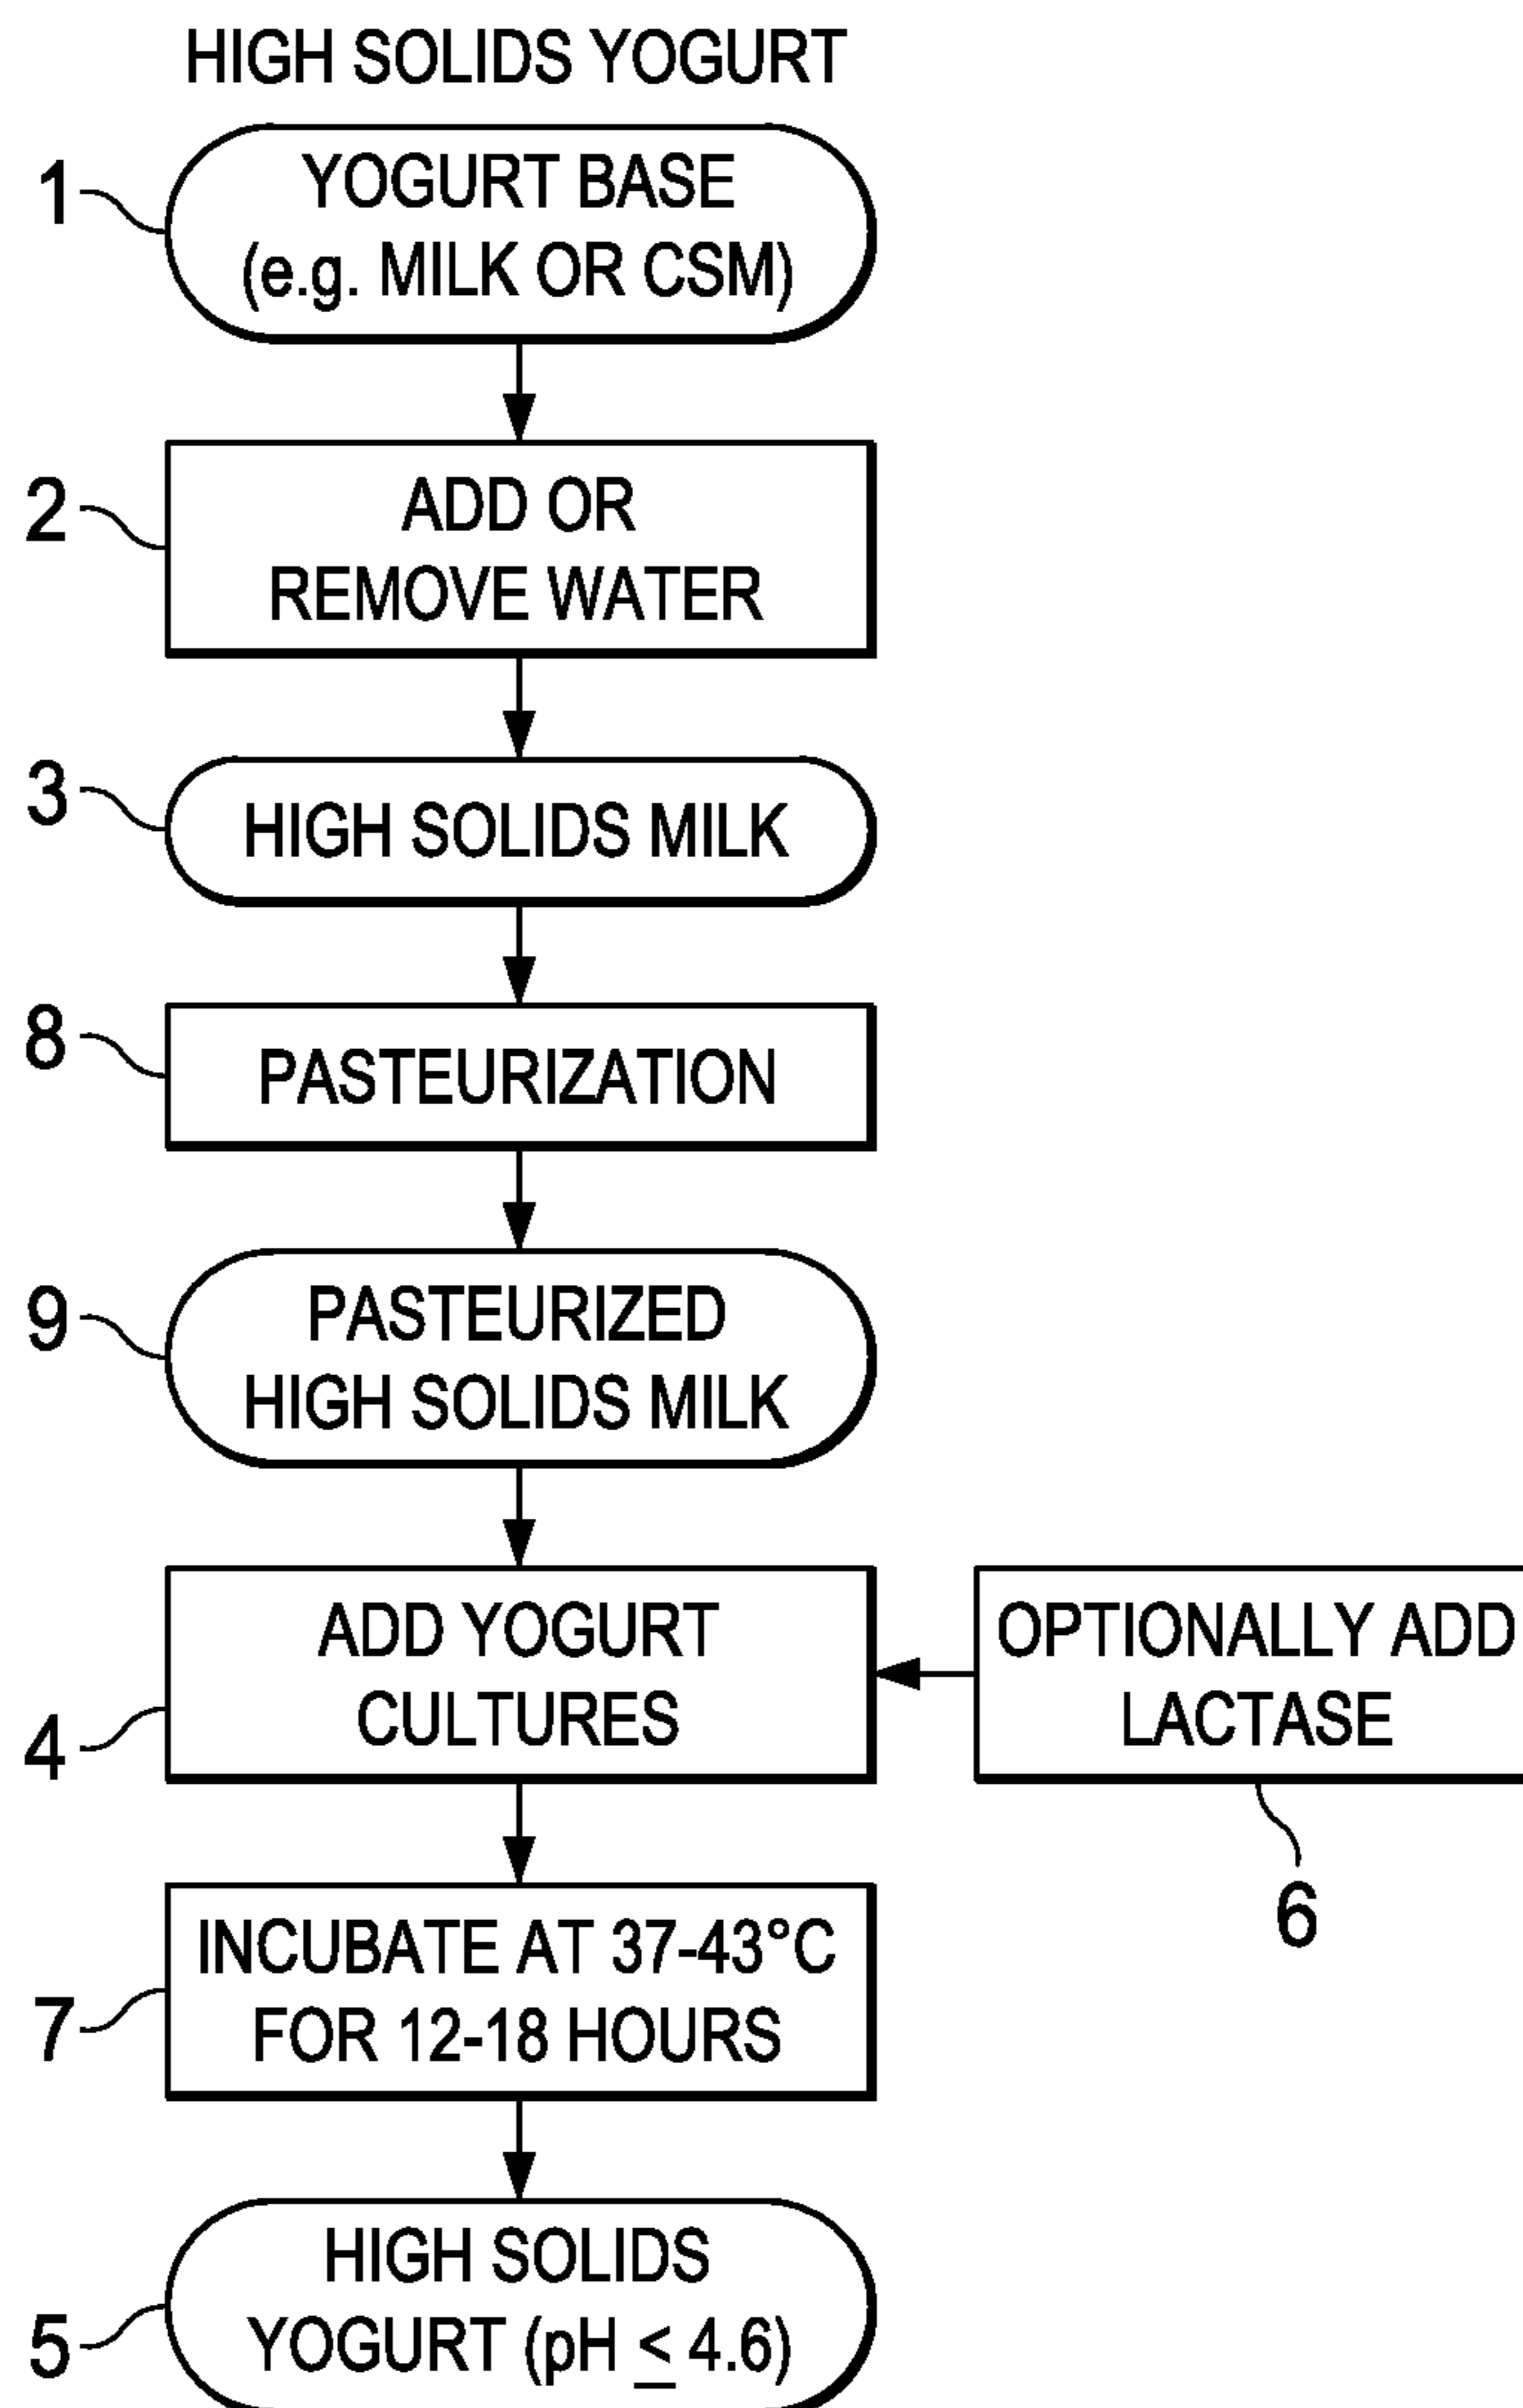 HIGH SOLIDS YOGURT
1
YOGURT BASE
(e.g. MILK OR CSM)
2
ADD OR
REMOVE WATER
3
HIGH SOLIDS MILK
8
PASTEURIZATION
9
PASTEURIZED
HIGH SOLIDS MILK
4
ADD YOGURT
CULTURES
OPTIONALLY ADD
LACTASE
6
7
INCUBATE AT 37-43°C
FOR 12-18 HOURS
5
HIGH SOLIDS
YOGURT (pH ≤ 4.6)